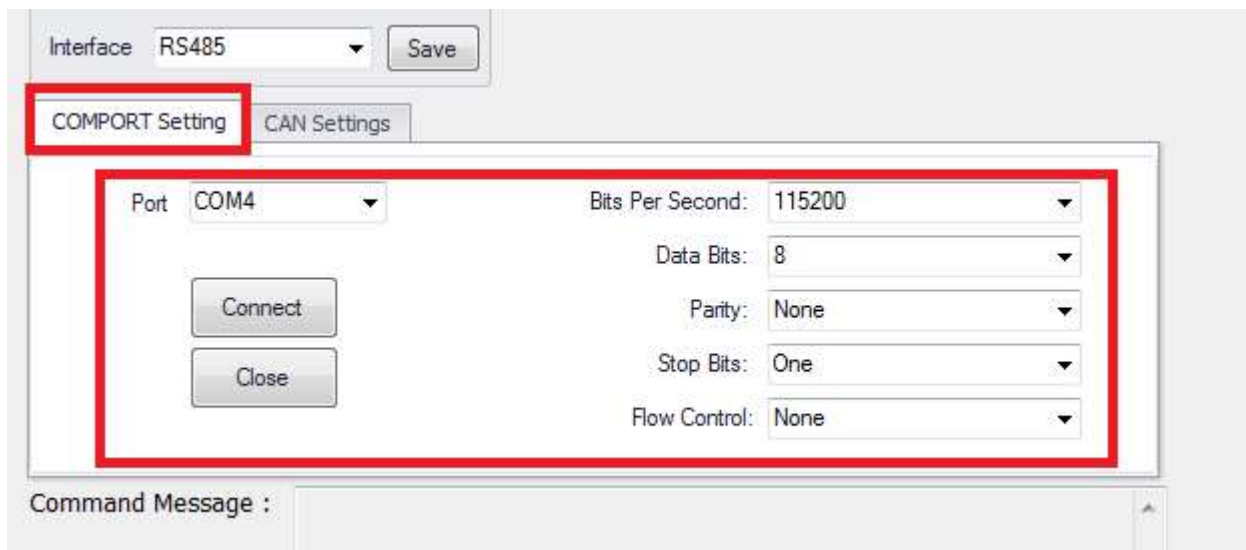 Interface RS485 Save
COMPORT Setting CAN Settings
Port COM4 Bits Per Second: 115200
Data Bits: 8
Connect Parity: None
Close Stop Bits: One
Flow Control: None
Command Message :